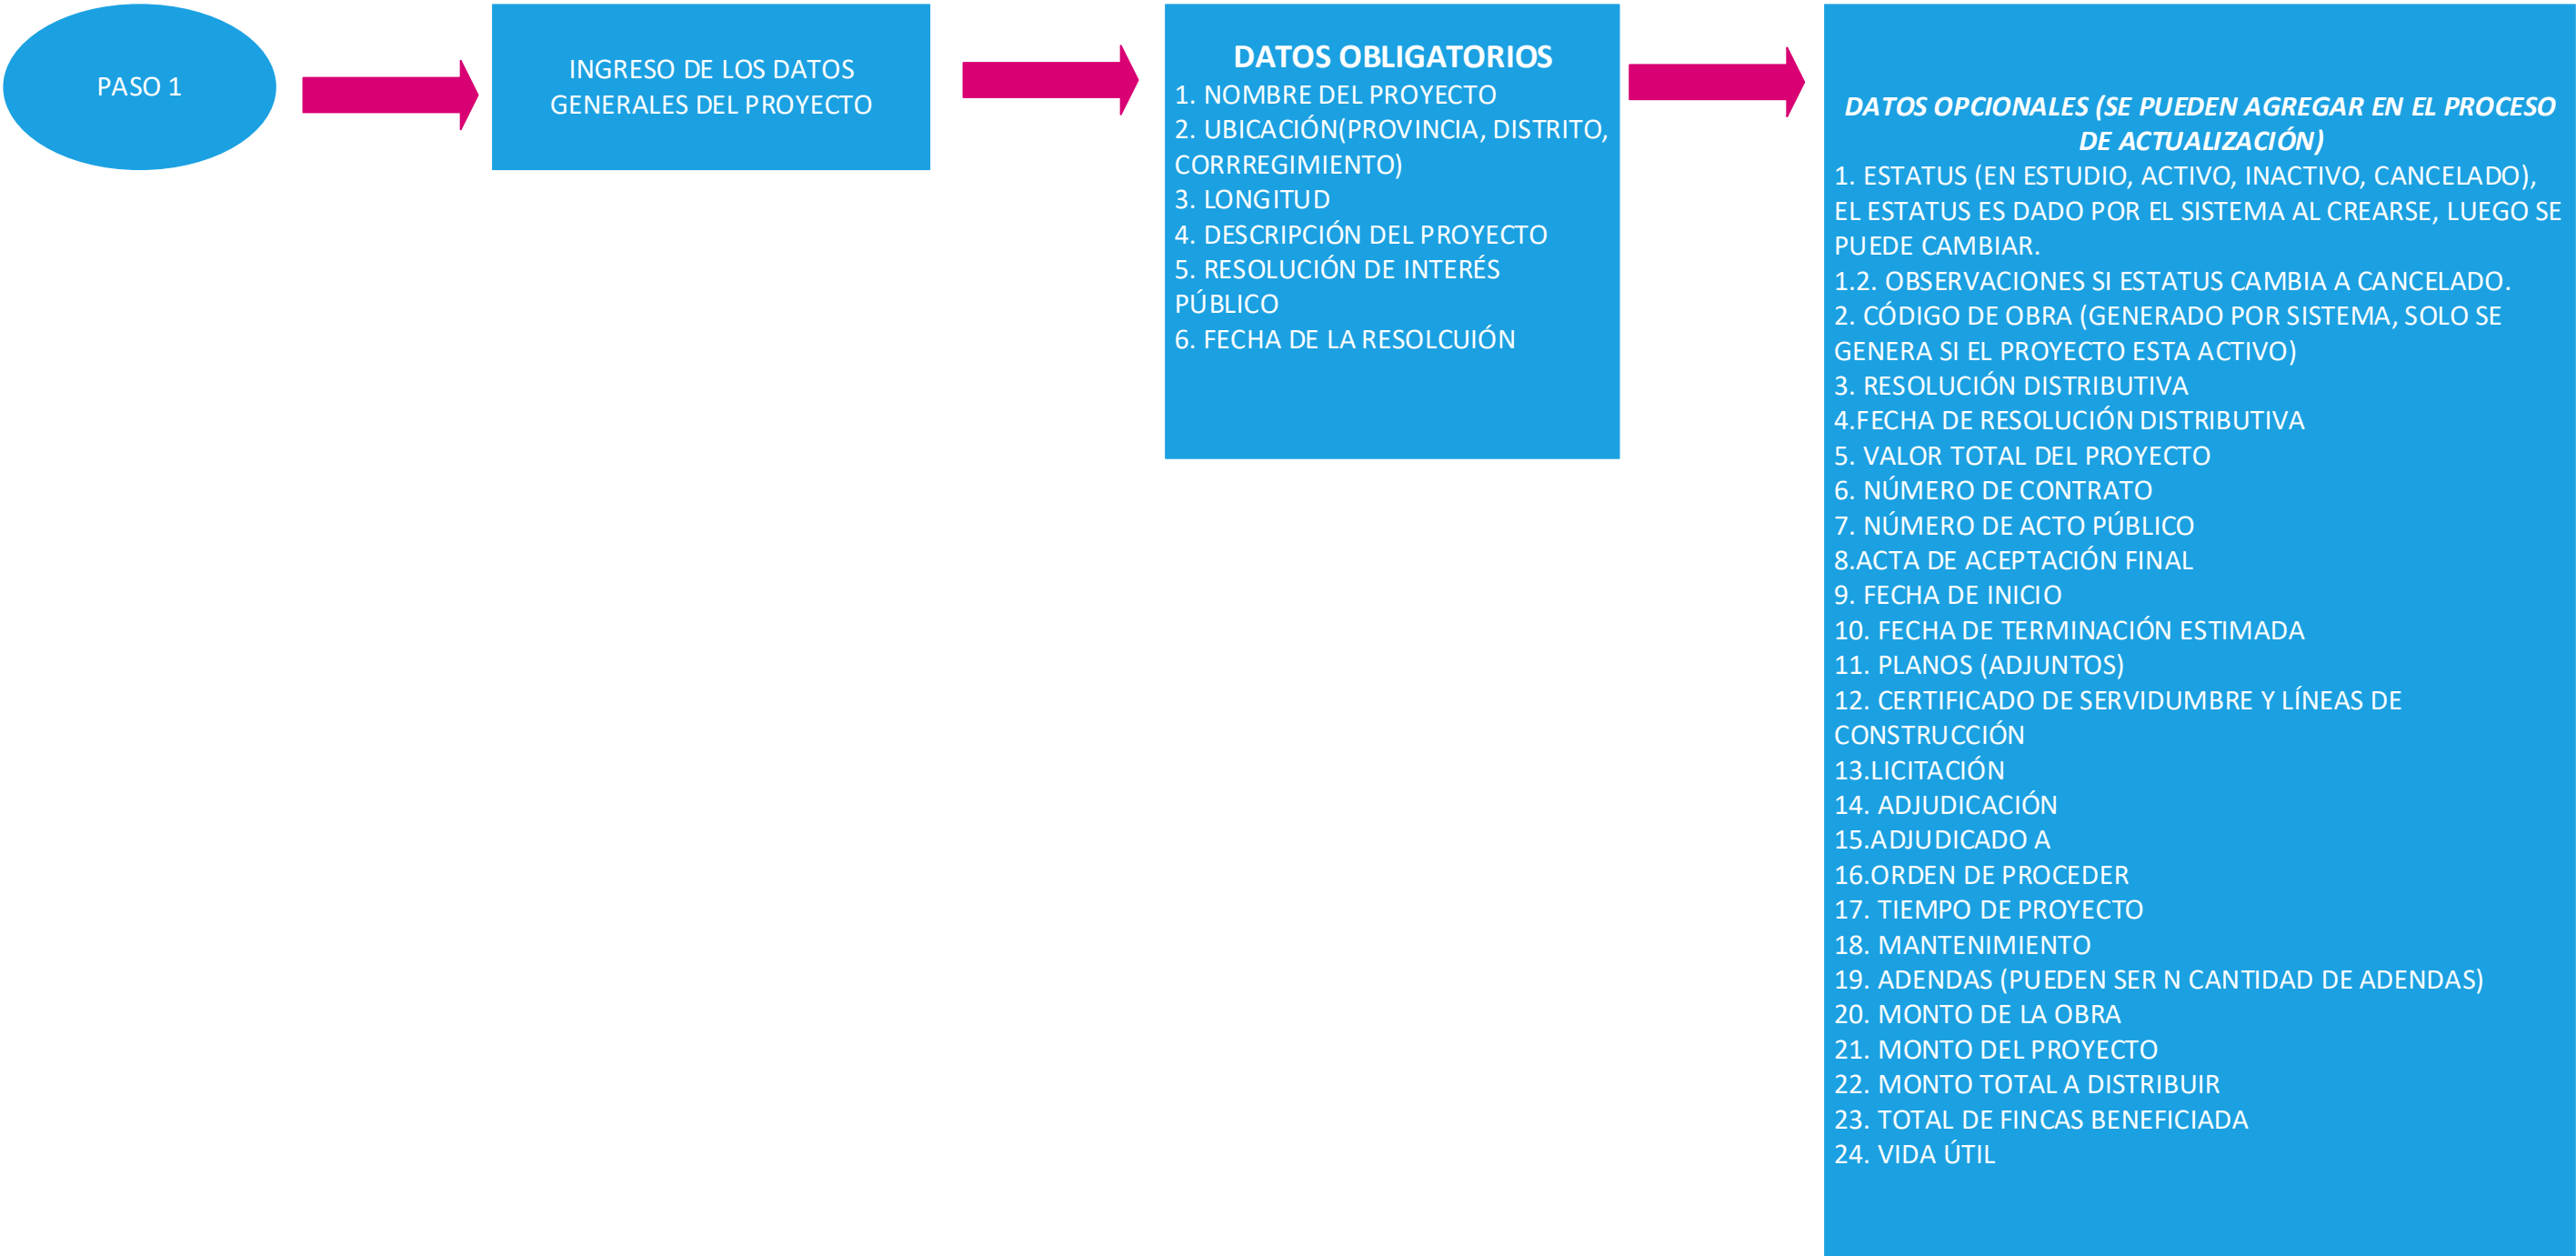 PASO 1
INGRESO DE LOS DATOS
GENERALES DEL PROYECTO
DATOS OBLIGATORIOS
1. NOMBRE DEL PROYECTO
2. UBICACIÓN(PROVINCIA, DISTRITO,
CORRREGIMIENTO)
3. LONGITUD
4. DESCRIPCIÓN DEL PROYECTO
5. RESOLUCIÓN DE INTERÉS
PÚBLICO
6. FECHA DE LA RESOLCUIÓN
DATOS OPCIONALES (SE PUEDEN AGREGAR EN EL PROCESO
DE ACTUALIZACIÓN)
1. ESTATUS (EN ESTUDIO, ACTIVO, INACTIVO, CANCELADO),
EL ESTATUS ES DADO POR EL SISTEMA AL CREARSE, LUEGO SE
PUEDE CAMBIAR.
1.2. OBSERVACIONES SI ESTATUS CAMBIA A CANCELADO.
2. CÓDIGO DE OBRA (GENERADO POR SISTEMA, SOLO SE
GENERA SI EL PROYECTO ESTA ACTIVO)
3. RESOLUCIÓN DISTRIBUTIVA
4.FECHA DE RESOLUCIÓN DISTRIBUTIVA
5. VALOR TOTAL DEL PROYECTO
6. NÚMERO DE CONTRATO
7. NÚMERO DE ACTO PÚBLICO
8.ACTA DE ACEPTACIÓN FINAL
9. FECHA DE INICIO
10. FECHA DE TERMINACIÓN ESTIMADA
11. PLANOS (ADJUNTOS)
12. CERTIFICADO DE SERVIDUMBRE Y LÍNEAS DE
CONSTRUCCIÓN
13.LICITACIÓN
14. ADJUDICACIÓN
15.ADJUDICADO A
16.ORDEN DE PROCEDER
17. TIEMPO DE PROYECTO
18. MANTENIMIENTO
19. ADENDAS (PUEDEN SER N CANTIDAD DE ADENDAS)
20. MONTO DE LA OBRA
21. MONTO DEL PROYECTO
22. MONTO TOTAL A DISTRIBUIR
23. TOTAL DE FINCAS BENEFICIADA
24. VIDA ÚTIL